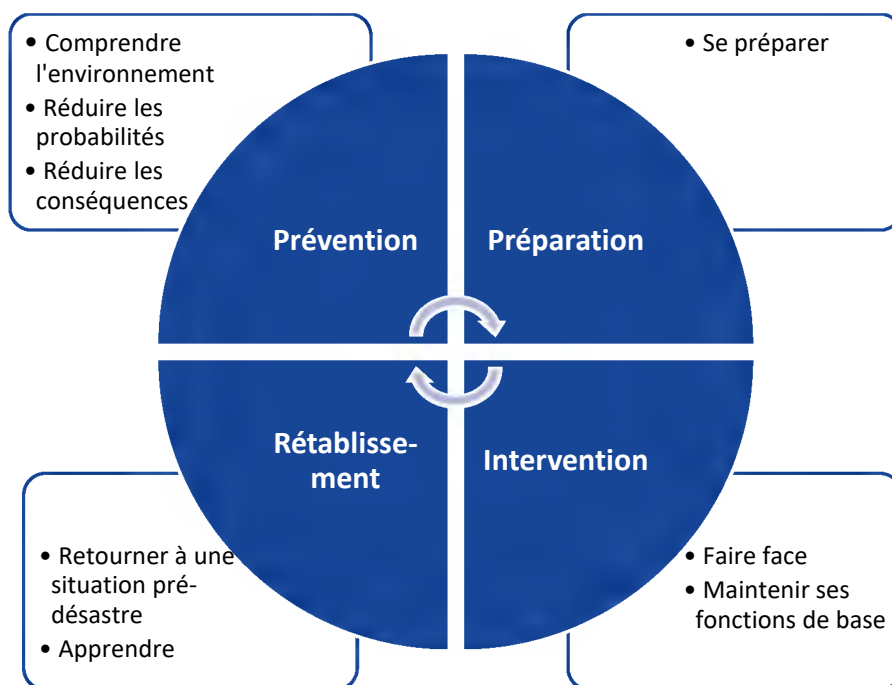 • Comprendre
l'environnement
• Réduire les
probabilités
• Réduire les
conséquences
• Se préparer
Prévention
Préparation
Rétablisse-
ment
Intervention
• Retourner à une
situation pré-
désastre
• Apprendre
• Faire face
• Maintenir ses
fonctions de base